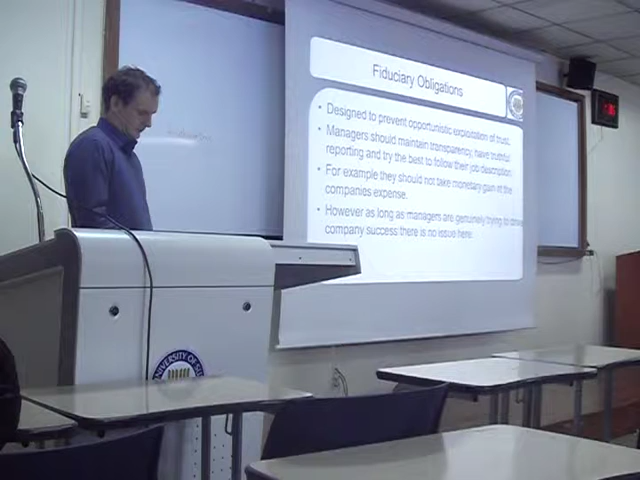 Fiduciary Obligations
• Designed to prevent opportunistic exploitation of trust.
• Managers should maintain transparency, have truthful
reporting and try the best to follow their job description.
• For example they should not take monetary gain at the
companies expense.
• However as long as managers are genuinely trying to
company success there is no issue here.
UNIVERSITY OF